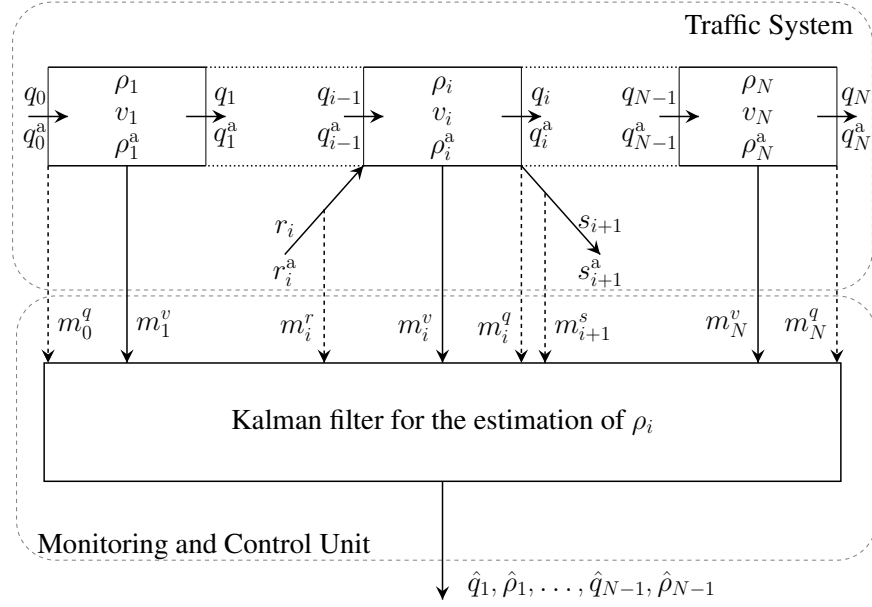 Traffic System
q_0
q_0^a
ρ_1
v_1
ρ_1^a
q_1
q_1^a
q_{i−1}
q_{i−1}^a
ρ_i
v_i
ρ_i^a
q_i
q_i^a
q_{N−1}
q_{N−1}^a
ρ_N
v_N
ρ_N^a
q_N
q_N^a
r_i
r_i^a
s_{i+1}
s_{i+1}^a
m_0^q m_1^v m_i^r m_i^v m_i^q m_{i+1}^s m_N^v m_N^q
Kalman filter for the estimation of ρ_i
Monitoring and Control Unit
q̂_1, ρ̂_1, . . . , q̂_{N−1}, ρ̂_{N−1}